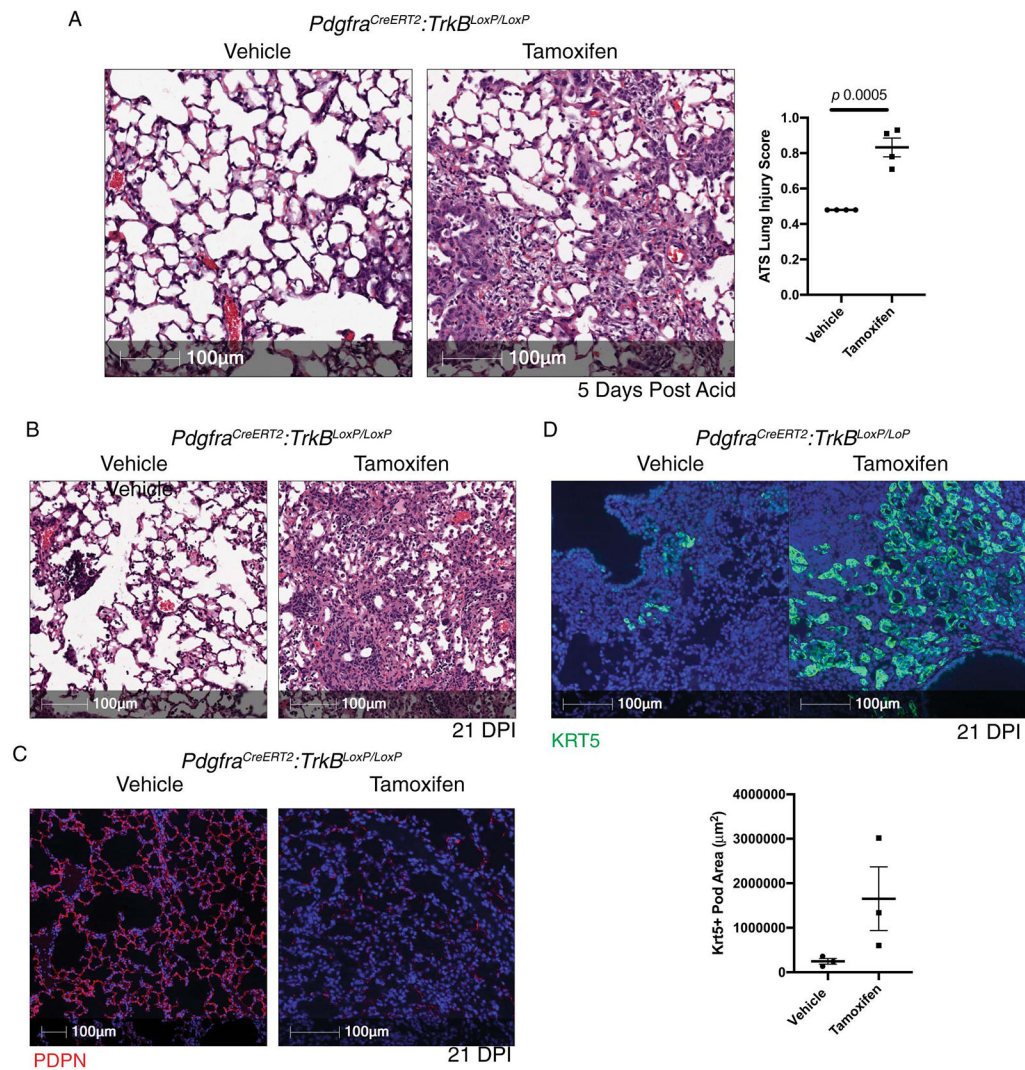 A
Pdgfra^CreERT2:TrkB^LoxP/LoxP
Vehicle Tamoxifen
100µm 100µm
5 Days Post Acid
p 0.0005
ATS Lung Injury Score
1.0
0.8
0.6
0.4
0.2
0.0
Vehicle Tamoxifen
B
Pdgfra^CreERT2:TrkB^LoxP/LoxP
Vehicle Tamoxifen
Vehicle
100µm 100µm
21 DPI
C
Pdgfra^CreERT2:TrkB^LoxP/LoxP
Vehicle Tamoxifen
100µm 100µm
PDPN 21 DPI
D
Pdgfra^CreERT2:TrkB^LoxP/LoP
Vehicle Tamoxifen
100µm 100µm
KRT5 21 DPI
Krt5+ Pod Area (µm²)
4000000
3000000
2000000
1000000
0
Vehicle Tamoxifen